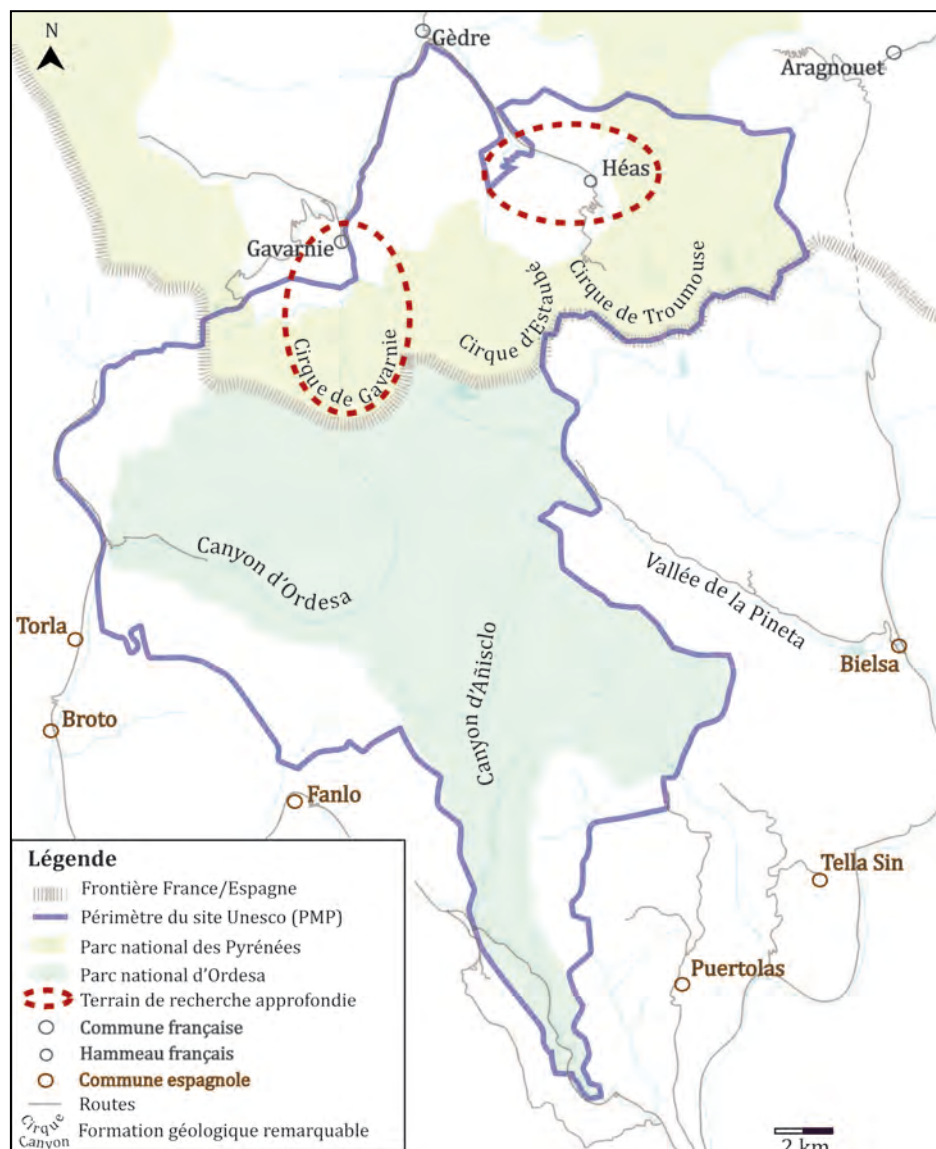 N
Gèdre
Aragnouet
Héas
Gavarnie
Cirque de Gavarnie
Cirque d'Estaubé
Cirque de Troumouse
Canyon d'Ordesa
Vallée de la Pineta
Canyon d'Añisclo
Torla
Bielsa
Broto
Fanlo
Tella Sin
Puertolas
Légende
Frontière France/Espagne
Périmètre du site Unesco (PMP)
Parc national des Pyrénées
Parc national d'Ordesa
Terrain de recherche approfondie
Commune française
Hammeau français
Commune espagnole
Routes
Cirque
Canyon
Formation géologique remarquable
2 km